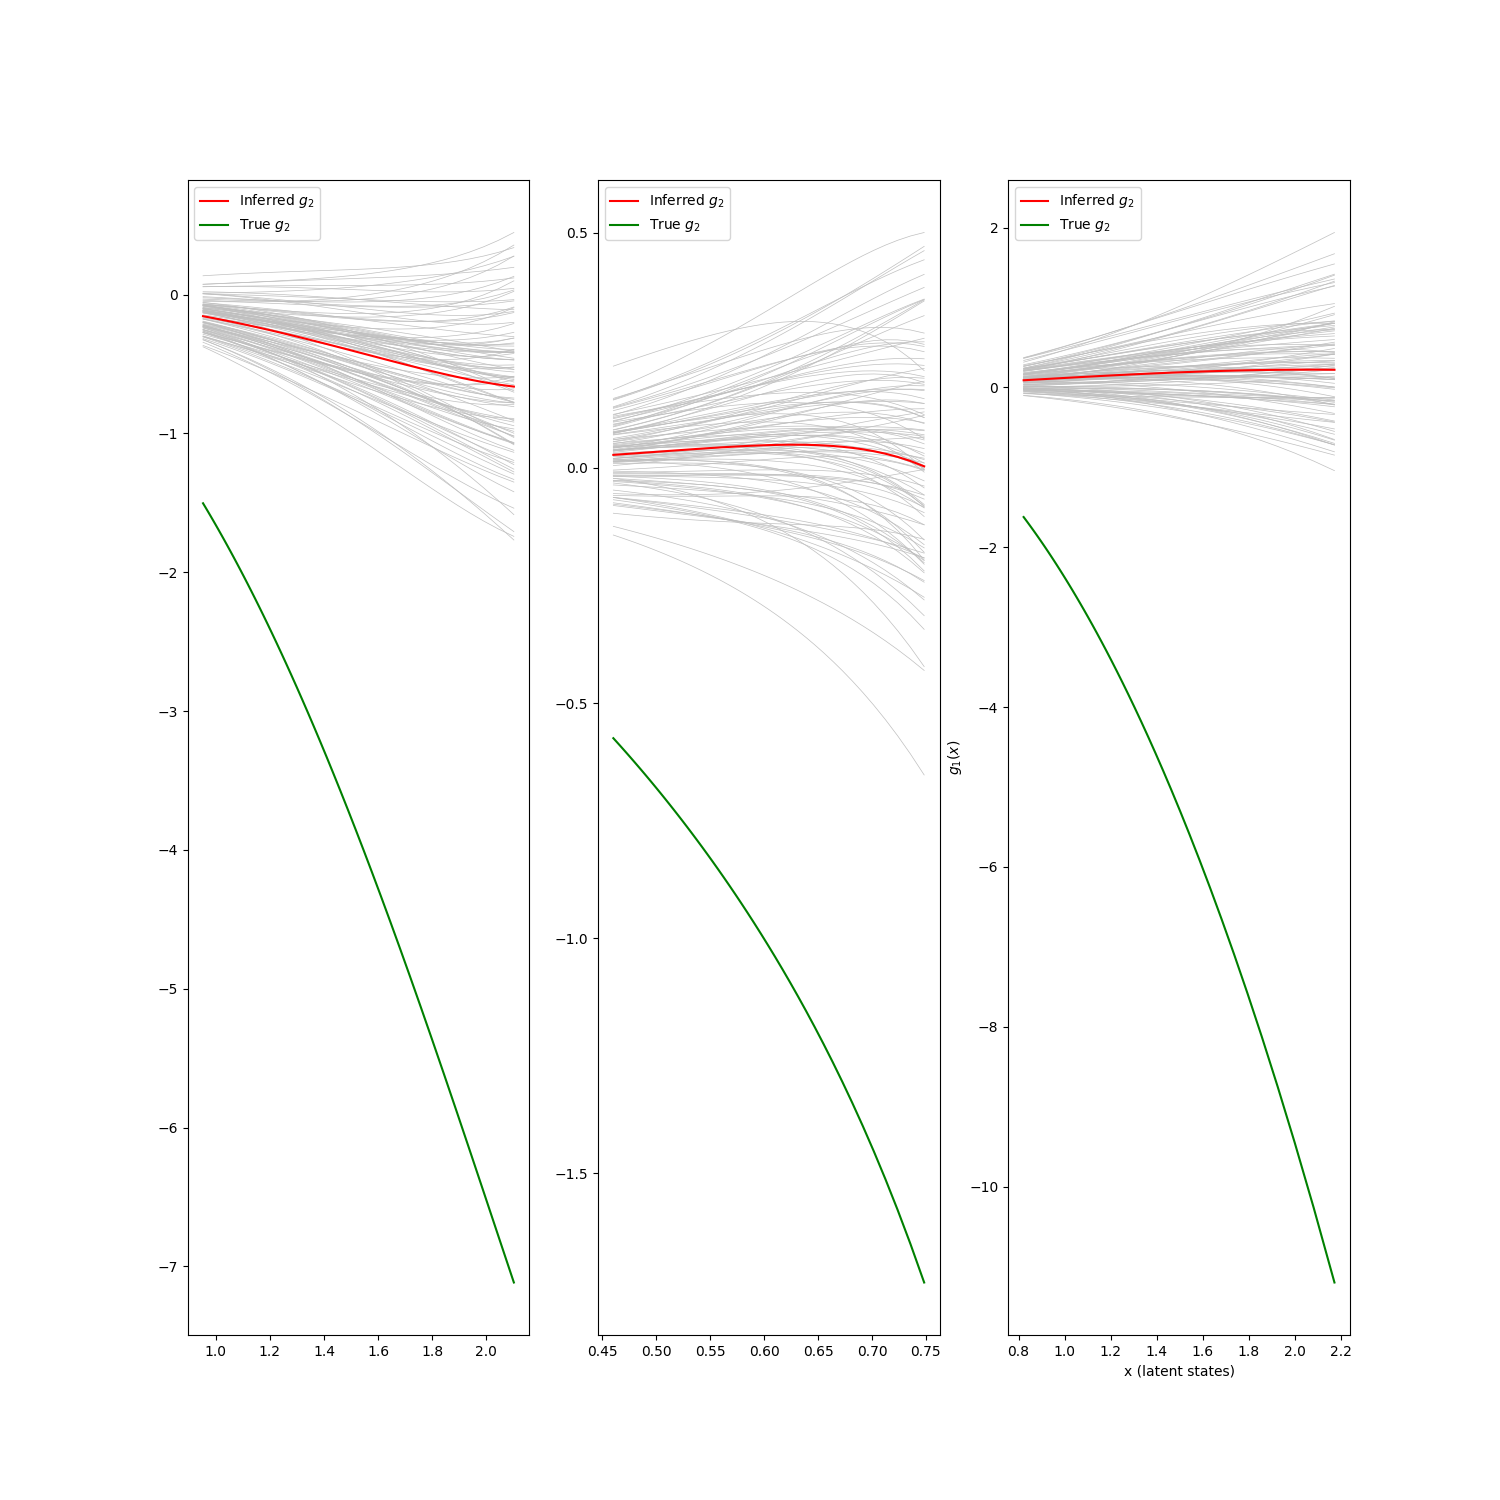 Inferred g₂
True g₂
0
−1
−2
−3
−4
−5
−6
−7
1.0 1.2 1.4 1.6 1.8 2.0
Inferred g₂
True g₂
0.5
0.0
−0.5
−1.0
−1.5
0.45 0.50 0.55 0.60 0.65 0.70 0.75
Inferred g₂
True g₂
g₁(x)
2
0
−2
−4
−6
−8
−10
0.8 1.0 1.2 1.4 1.6 1.8 2.0 2.2
x (latent states)